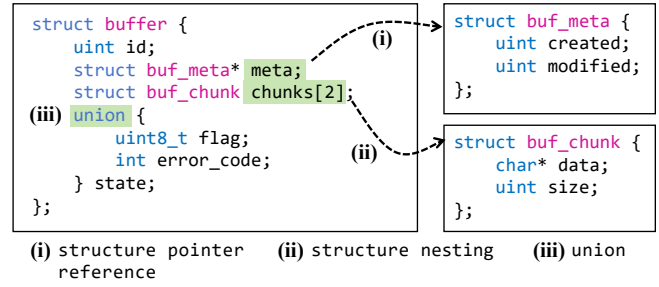 struct buffer {
uint id;
struct buf_meta* meta;
struct buf_chunk chunks[2];
(iii) union {
uint8_t flag;
int error_code;
} state;
};
(i)
(ii)
struct buf_meta {
uint created;
uint modified;
};
struct buf_chunk {
char* data;
uint size;
};
(i) structure pointer reference
(ii) structure nesting
(iii) union